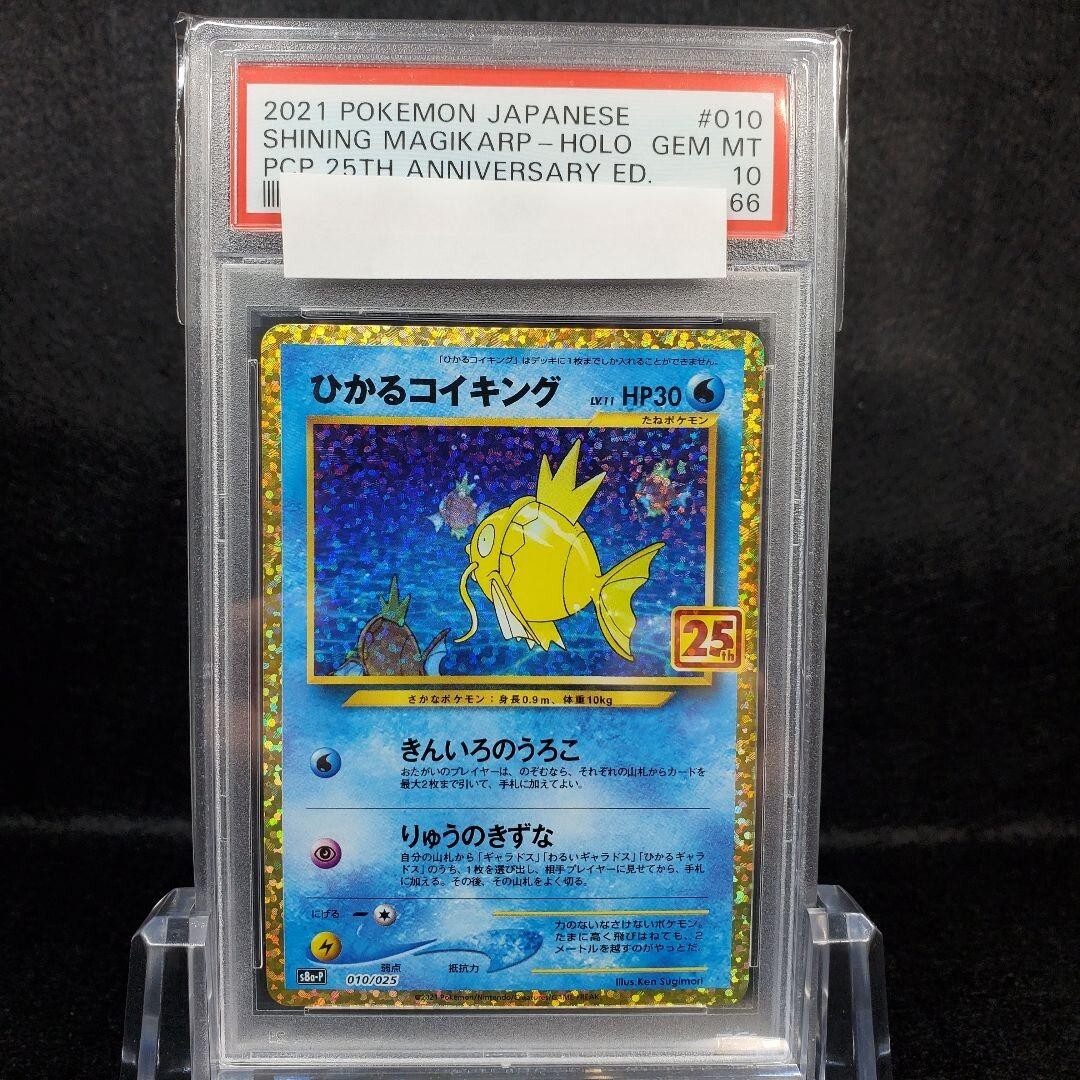 2021 POKEMON JAPANESE #010
SHINING MAGIKARP-HOLO GEM MT
PCP 25TH ANNIVERSARY ED. 10
66
「ひかるコイキング」はデッキに1枚までしか入れることができません。
ひかるコイキング LV.11 HP30
たねポケモン
25th
さかなポケモン：身長0.9m、体重10kg
きんいろのうろこ
おたがいのプレイヤーは、のぞむなら、それぞれの山札からカードを
最大2枚まで引いて、手札に加えてよい。
りゅうのきずな
自分の山札から「ギャラドス」「わるいギャラドス」「ひかるギャラ
ドス」のうち、1枚を選び出し、相手プレイヤーに見せてから、手札
に加える。その後、その山札をよく切る。
にげる
力のないなさけないポケモン。
たまに高く飛びはねても、2
メートルを越すのがやっとだ。
弱点 抵抗力
s8a-P 010/025
Illus.Ken Sugimori
©2021 Pokémon/Nintendo/Creatures/GAME FREAK